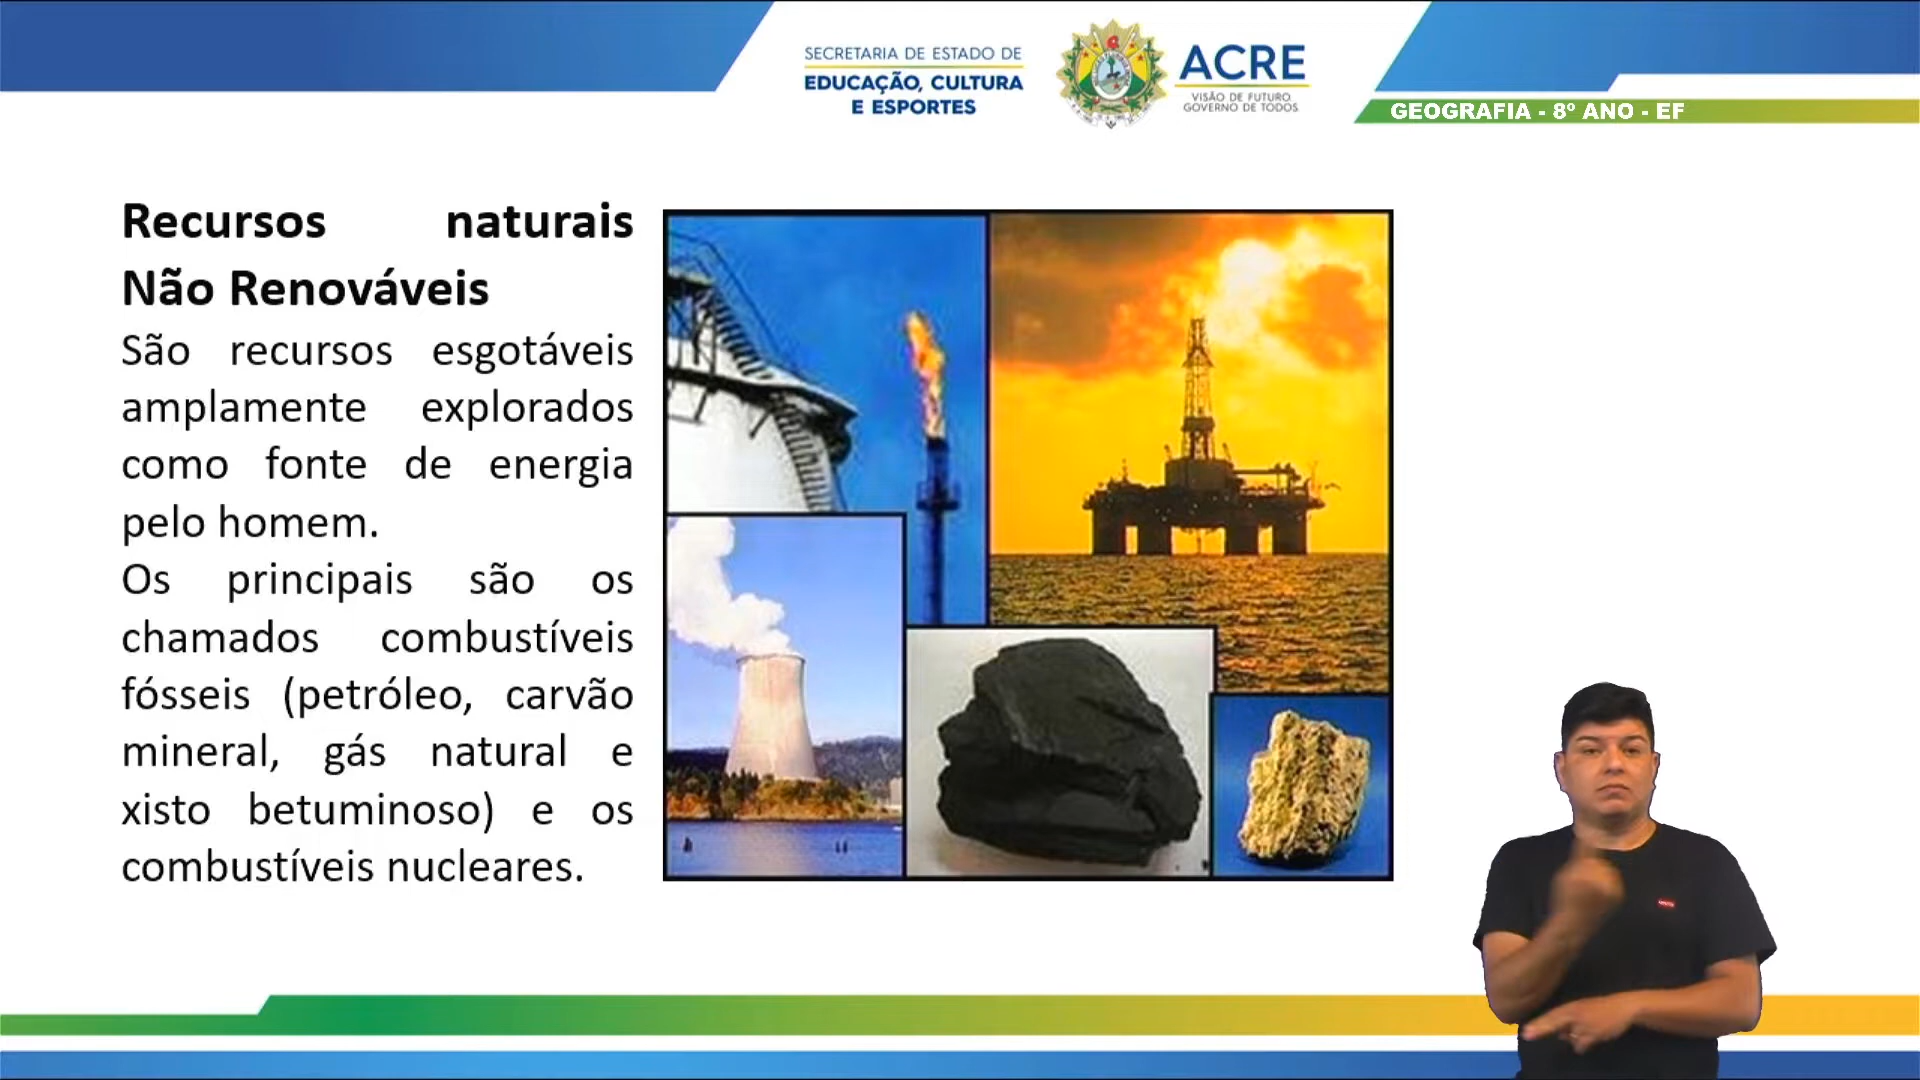 SECRETARIA DE ESTADO DE
EDUCAÇÃO, CULTURA
E ESPORTES
ACRE
VISÃO DE FUTURO.
GOVERNO DE TODOS.
GEOGRAFIA - 8º ANO - EF
Recursos naturais
Não Renováveis
São recursos esgotáveis
amplamente explorados
como fonte de energia
pelo homem.
Os principais são os
chamados combustíveis
fósseis (petróleo, carvão
mineral, gás natural e
xisto betuminoso) e os
combustíveis nucleares.